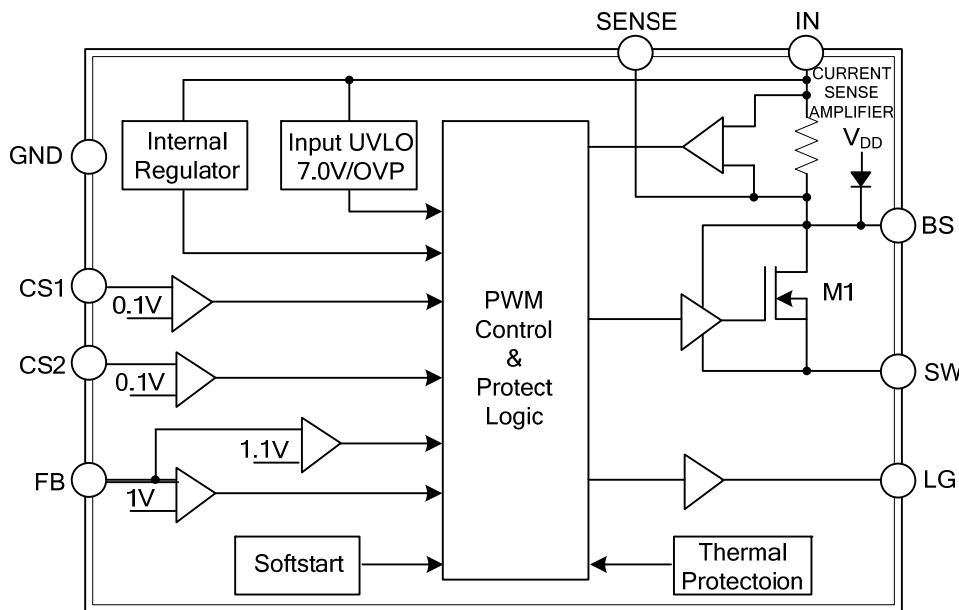 SENSE
IN
CURRENT
SENSE
AMPLIFIER
VDD
Internal
Regulator
Input UVLO
7.0V/OVP
GND
BS
CS1
0.1V
PWM
Control
&
Protect
Logic
M1
CS2
0.1V
SW
1.1V
FB
1V
LG
Softstart
Thermal
Protectoion